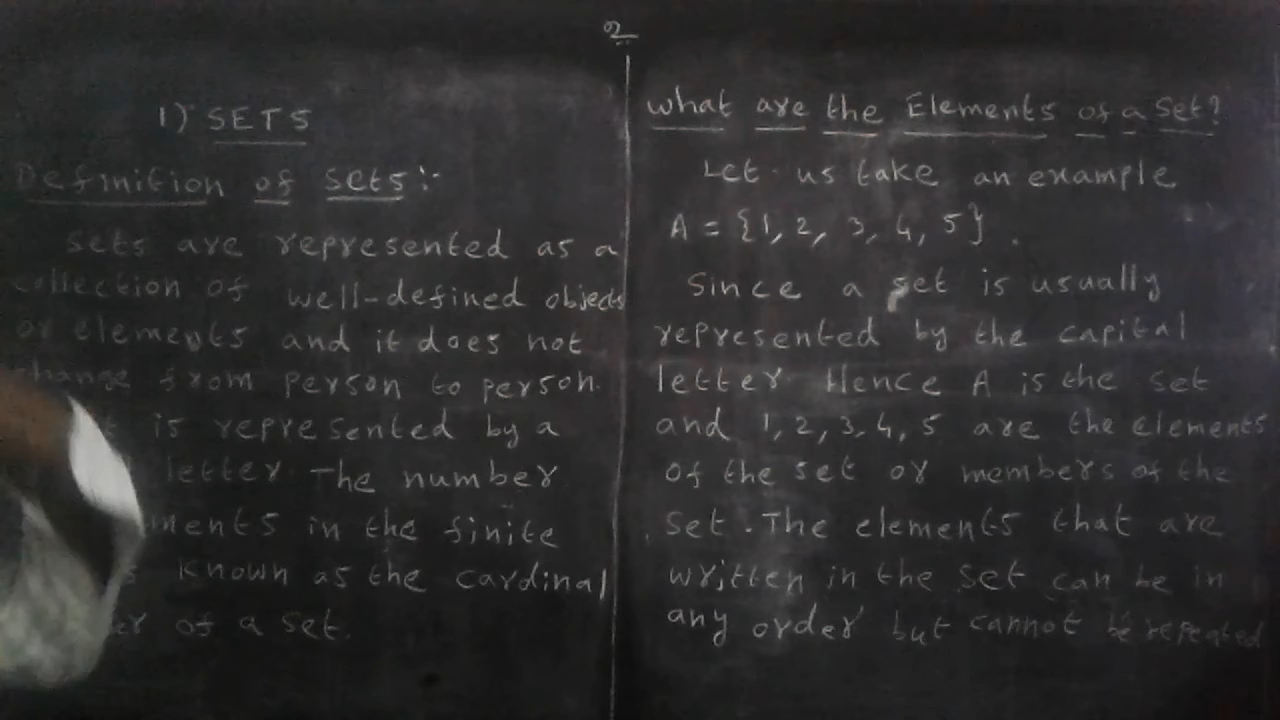 2
1) SETS
Definition of sets:-
Sets are represented as a
collection of well-defined objects
or elements and it does not
change from person to person.
is represented by a
letter. The number
ments in the finite
known as the cardinal
er of a set.
What are the Elements of a Set?
Let us take an example
A = {1, 2, 3, 4, 5}.
Since a set is usually
represented by the capital
letter. Hence A is the set
and 1, 2, 3, 4, 5 are the elements
of the set or members of the
Set. The elements that are
written in the set can be in
any order but cannot be repeated